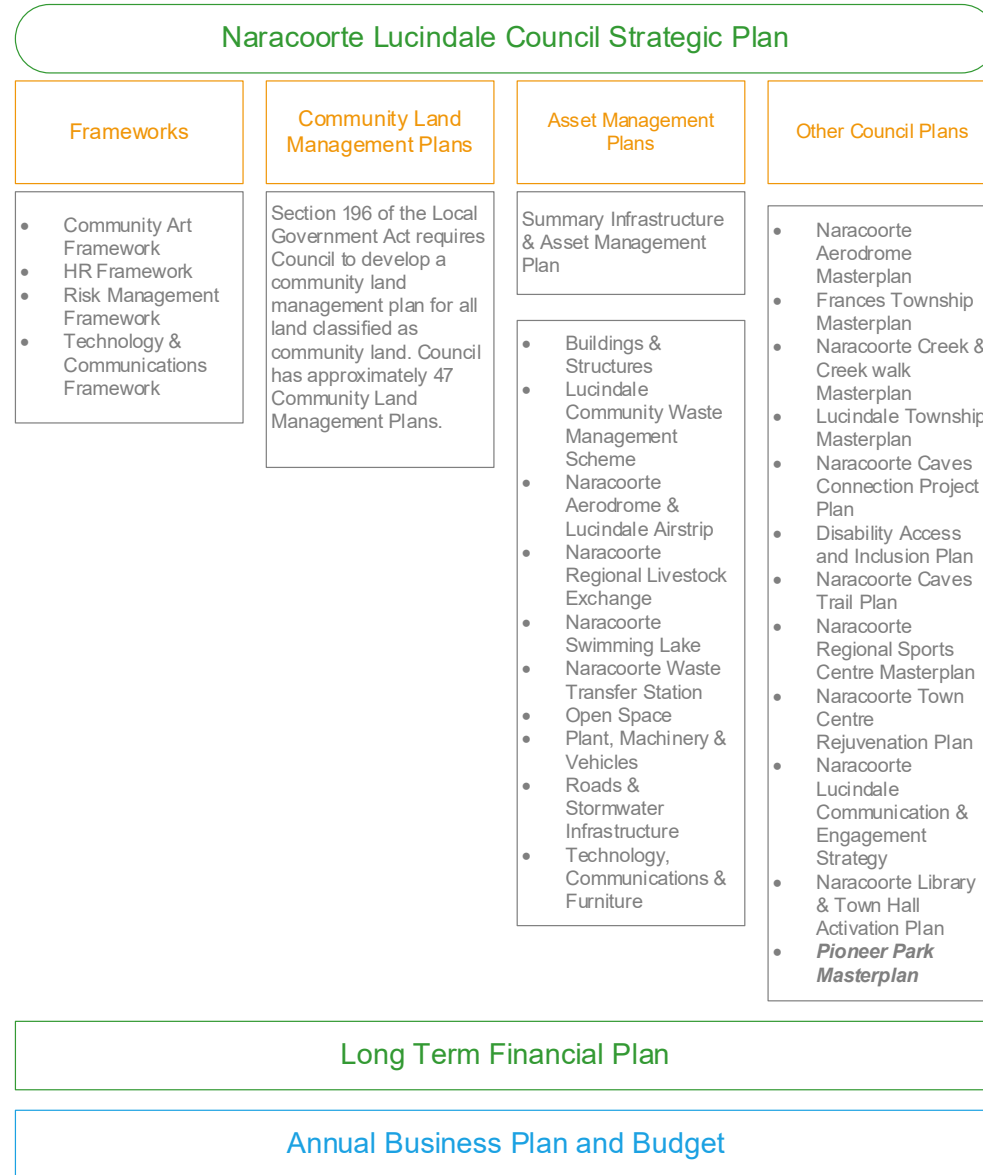 Naracoorte Lucindale Council Strategic Plan
Frameworks
• Community Art
Framework
• HR Framework
• Risk Management
Framework
• Technology &
Communications
Framework
Community Land
Management Plans
Section 196 of the Local
Government Act requires
Council to develop a
community land
management plan for all
land classified as
community land. Council
has approximately 47
Community Land
Management Plans.
Asset Management
Plans
Summary Infrastructure
& Asset Management
Plan
• Buildings &
Structures
• Lucindale
Community Waste
Management
Scheme
• Naracoorte
Aerodrome &
Lucindale Airstrip
• Naracoorte
Regional Livestock
Exchange
• Naracoorte
Swimming Lake
• Naracoorte Waste
Transfer Station
• Open Space
• Plant, Machinery &
Vehicles
• Roads &
Stormwater
Infrastructure
• Technology,
Communications &
Furniture
Other Council Plans
• Naracoorte
Aerodrome
Masterplan
• Frances Township
Masterplan
• Naracoorte Creek &
Creek walk
Masterplan
• Lucindale Township
Masterplan
• Naracoorte Caves
Connection Project
Plan
• Disability Access
and Inclusion Plan
• Naracoorte Caves
Trail Plan
• Naracoorte
Regional Sports
Centre Masterplan
• Naracoorte Town
Centre
Rejuvenation Plan
• Naracoorte
Lucindale
Communication &
Engagement
Strategy
• Naracoorte Library
& Town Hall
Activation Plan
• Pioneer Park
Masterplan
Long Term Financial Plan
Annual Business Plan and Budget